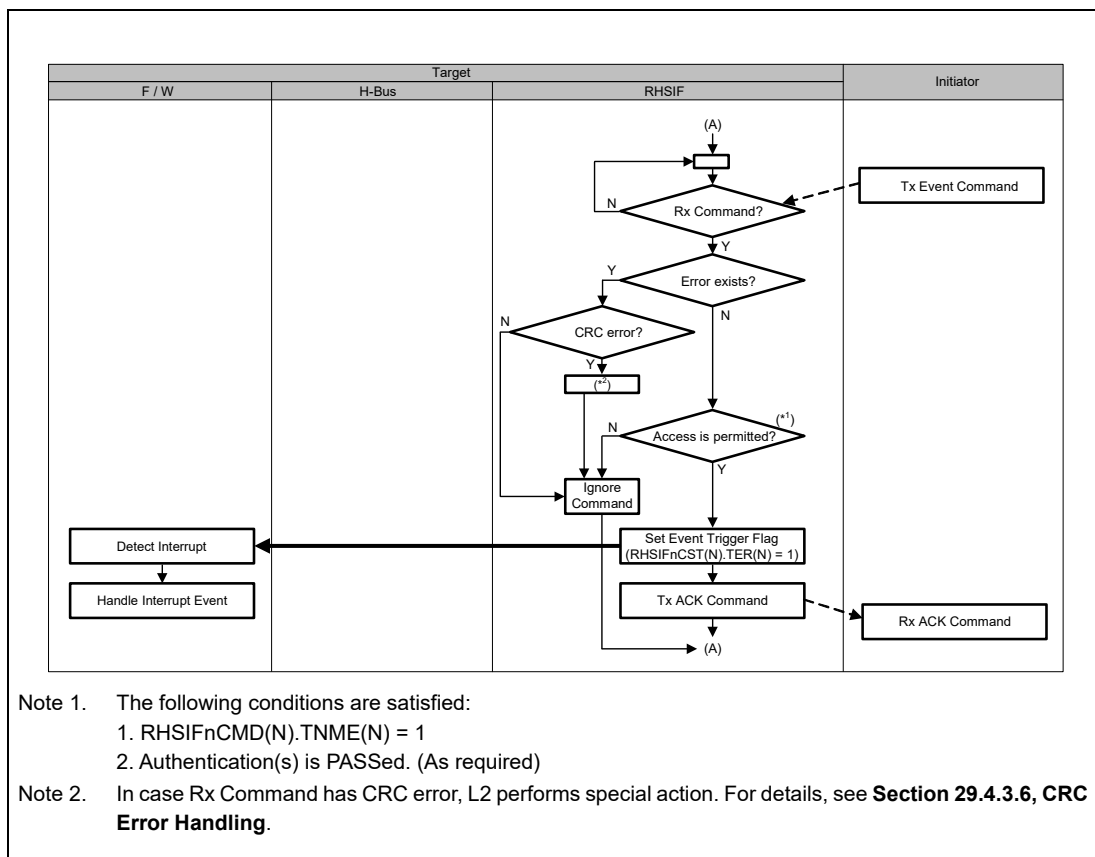 Target
Initiator
F / W
H-Bus
RHSIF
(A)
Tx Event Command
N
Rx Command?
Y
Y
Error exists?
N
N
CRC error?
Y
(*2)
(*1)
N
Access is permitted?
Y
Ignore
Command
Detect Interrupt
Set Event Trigger Flag
(RHSIFnCST(N).TER(N) = 1)
Handle Interrupt Event
Tx ACK Command
Rx ACK Command
(A)
Note 1. The following conditions are satisfied:
1. RHSIFnCMD(N).TNME(N) = 1
2. Authentication(s) is PASSed. (As required)
Note 2. In case Rx Command has CRC error, L2 performs special action. For details, see Section 29.4.3.6, CRC
Error Handling.